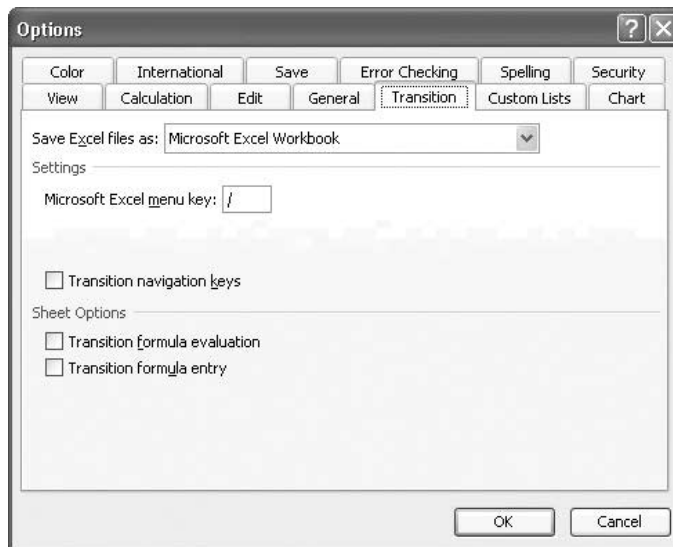 Options
Color International Save Error Checking Spelling Security
View Calculation Edit General Transition Custom Lists Chart
Save Excel files as: Microsoft Excel Workbook
Settings
Microsoft Excel menu key: /
Transition navigation keys
Sheet Options
Transition formula evaluation
Transition formula entry
OK Cancel